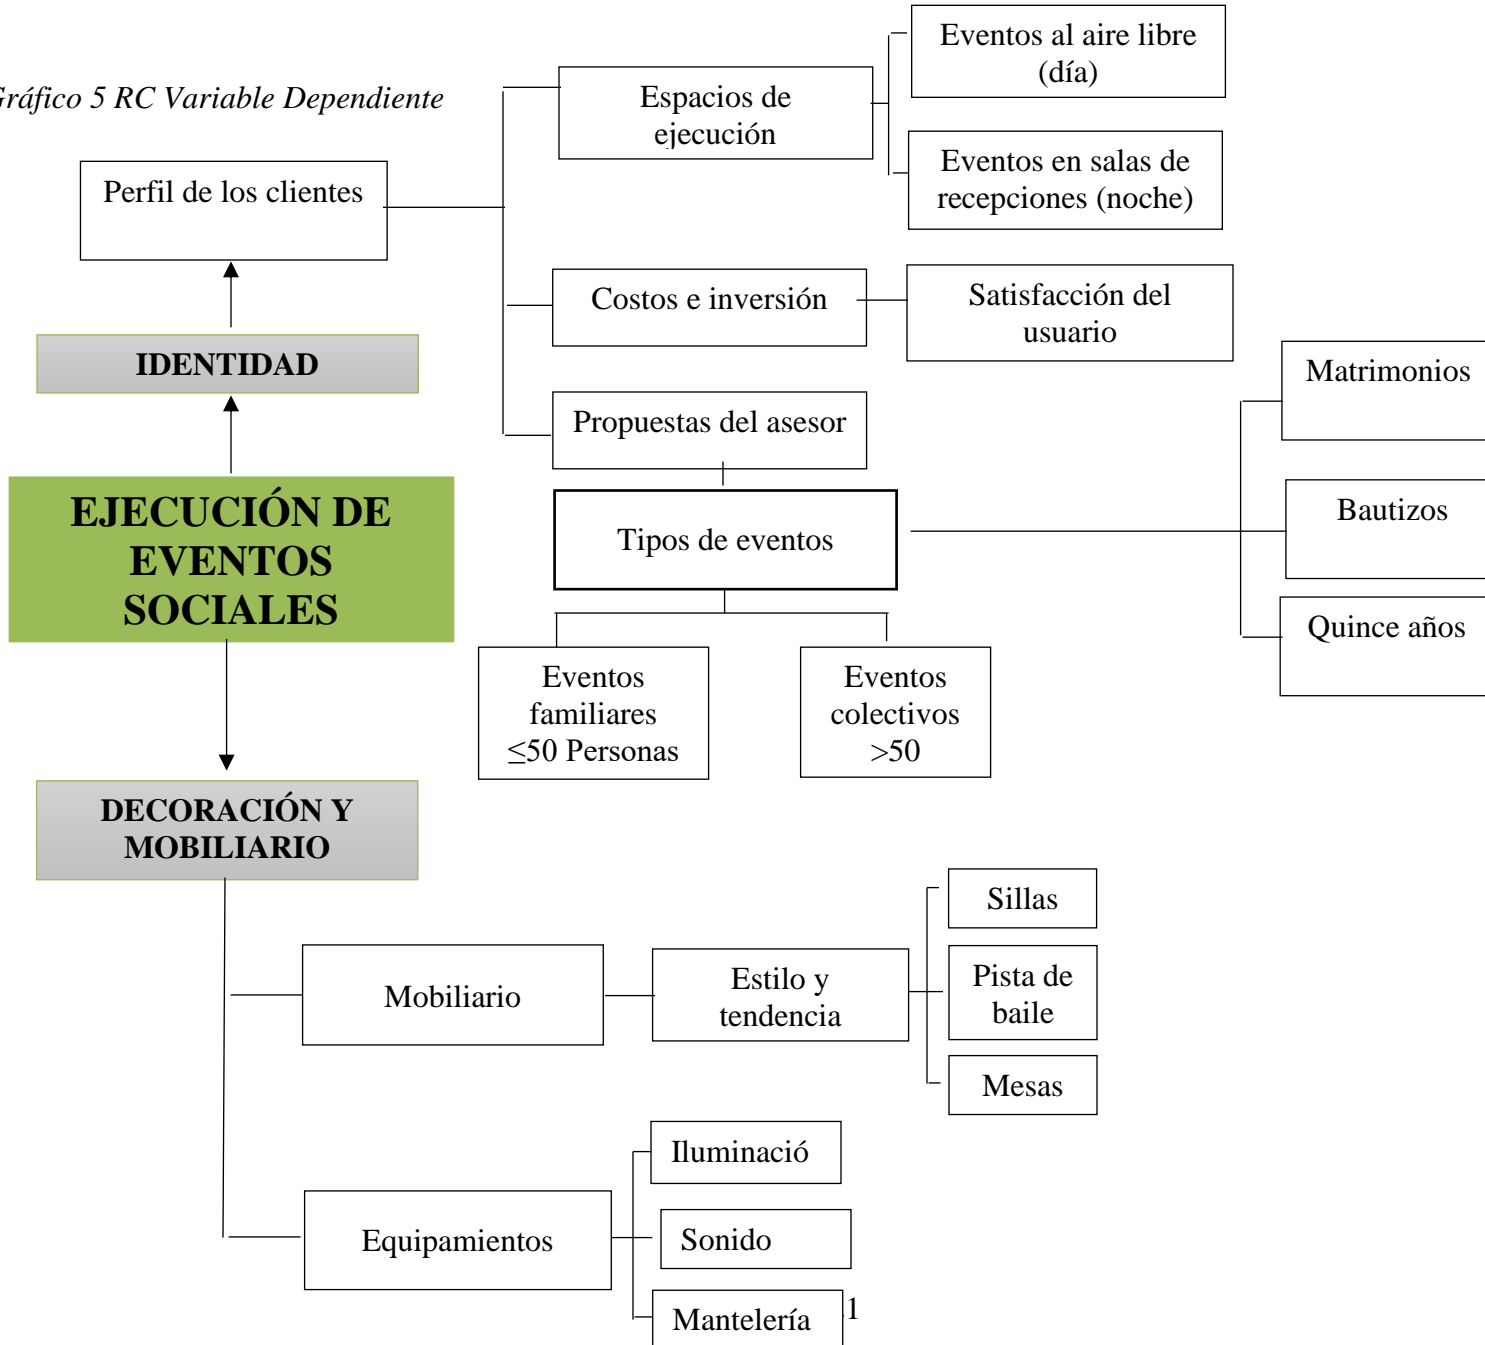 Gráfico 5 RC Variable Dependiente
Eventos al aire libre
(día)
Espacios de
ejecución
Eventos en salas de
recepciones (noche)
Perfil de los clientes
Costos e inversión
Satisfacción del
usuario
IDENTIDAD
Matrimonios
Propuestas del asesor
EJECUCIÓN DE
EVENTOS
SOCIALES
Tipos de eventos
Bautizos
Quince años
Eventos
familiares
≤50 Personas
Eventos
colectivos
>50
DECORACIÓN Y
MOBILIARIO
Sillas
Mobiliario
Estilo y
tendencia
Pista de
baile
Mesas
Iluminació
Equipamientos
Sonido
Mantelería
1